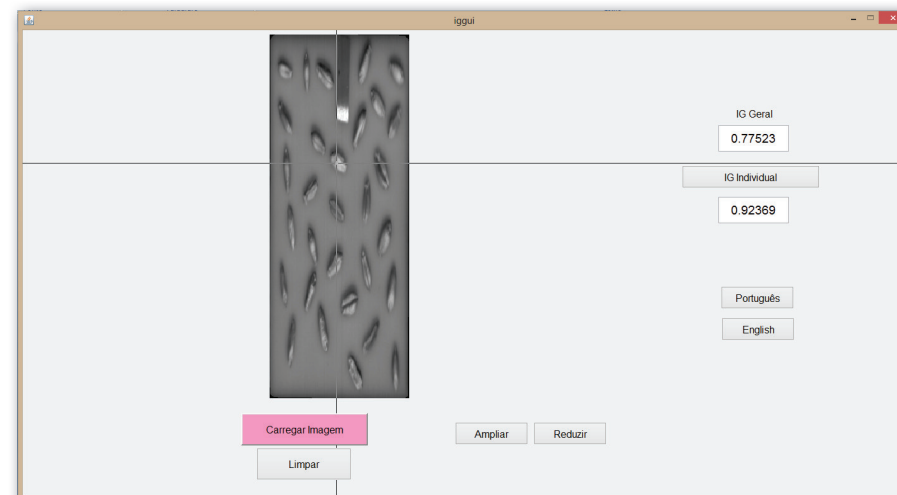 iggui
IG Geral
0.77523
IG Individual
0.92369
Português
English
Carregar Imagem
Ampliar
Reduzir
Limpar